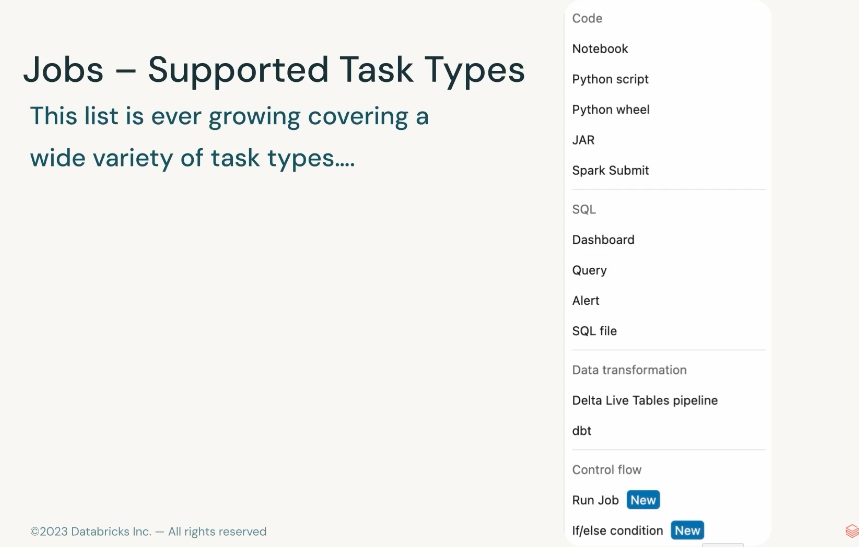 Jobs – Supported Task Types
This list is ever growing covering a
wide variety of task types....
Code
Notebook
Python script
Python wheel
JAR
Spark Submit
SQL
Dashboard
Query
Alert
SQL file
Data transformation
Delta Live Tables pipeline
dbt
Control flow
Run Job New
If/else condition New
©2023 Databricks Inc. — All rights reserved